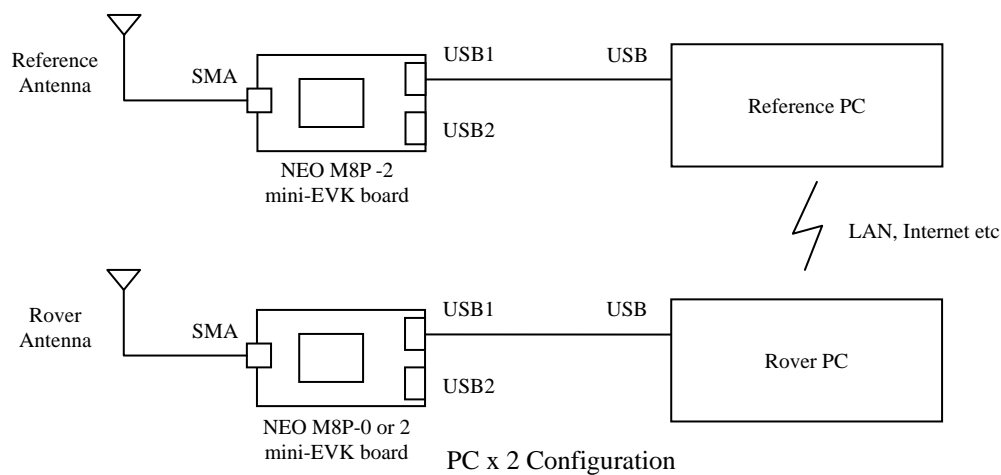 Reference
Antenna
SMA
USB1
USB2
USB
NEO M8P -2
mini-EVK board
Reference PC
LAN, Internet etc
Rover
Antenna
SMA
USB1
USB2
USB
NEO M8P-0 or 2
mini-EVK board
Rover PC
PC x 2 Configuration